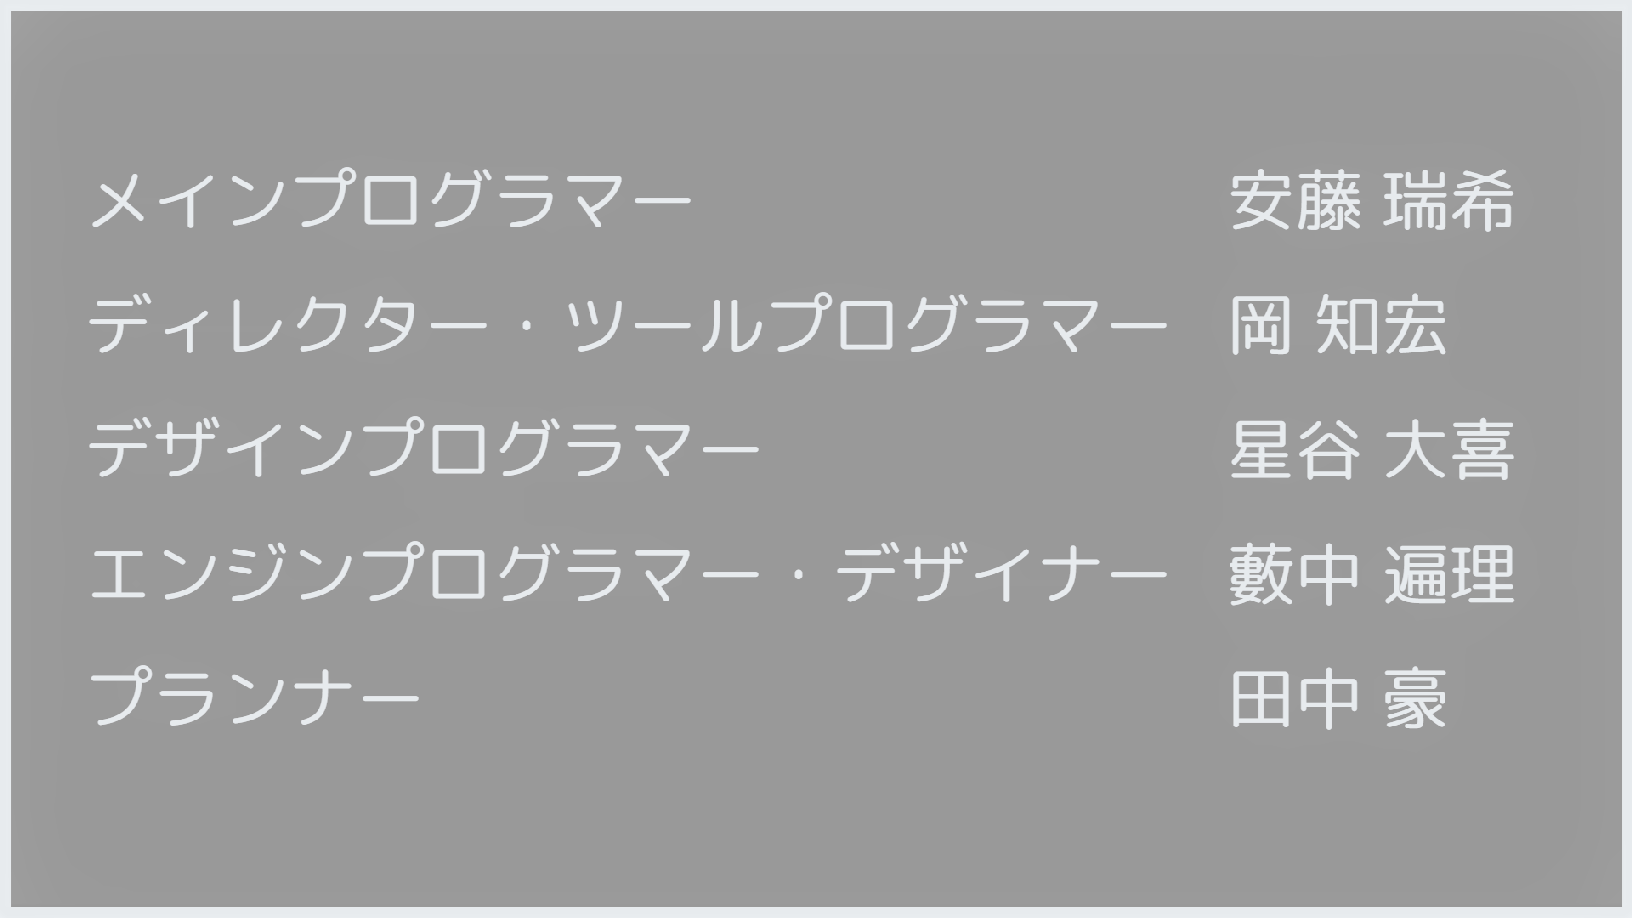 メインプログラマー 安藤 瑞希
ディレクター・ツールプログラマー 岡 知宏
デザインプログラマー 星谷 大喜
エンジンプログラマー・デザイナー 藪中 遍理
プランナー 田中 豪